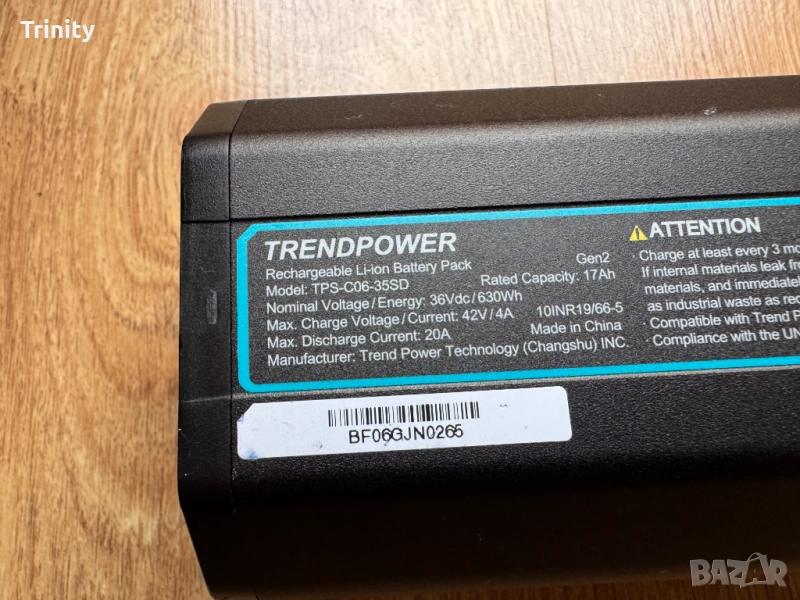 Trinity
TRENDPOWER
Rechargeable Li-ion Battery Pack Gen2
Model: TPS-C06-35SD Rated Capacity: 17Ah
Nominal Voltage/Energy: 36Vdc/630Wh
Max. Charge Voltage/Current: 42V/4A 10INR19/66-5
Max. Discharge Current: 20A Made in China
Manufacturer: Trend Power Technology (Changshu) INC.
ATTENTION
· Charge at least every 3
If internal materials leak
materials, and
as industrial waste as
· Compatible with Trend
· Compliance with the
BF06GJN0265
BAZAR